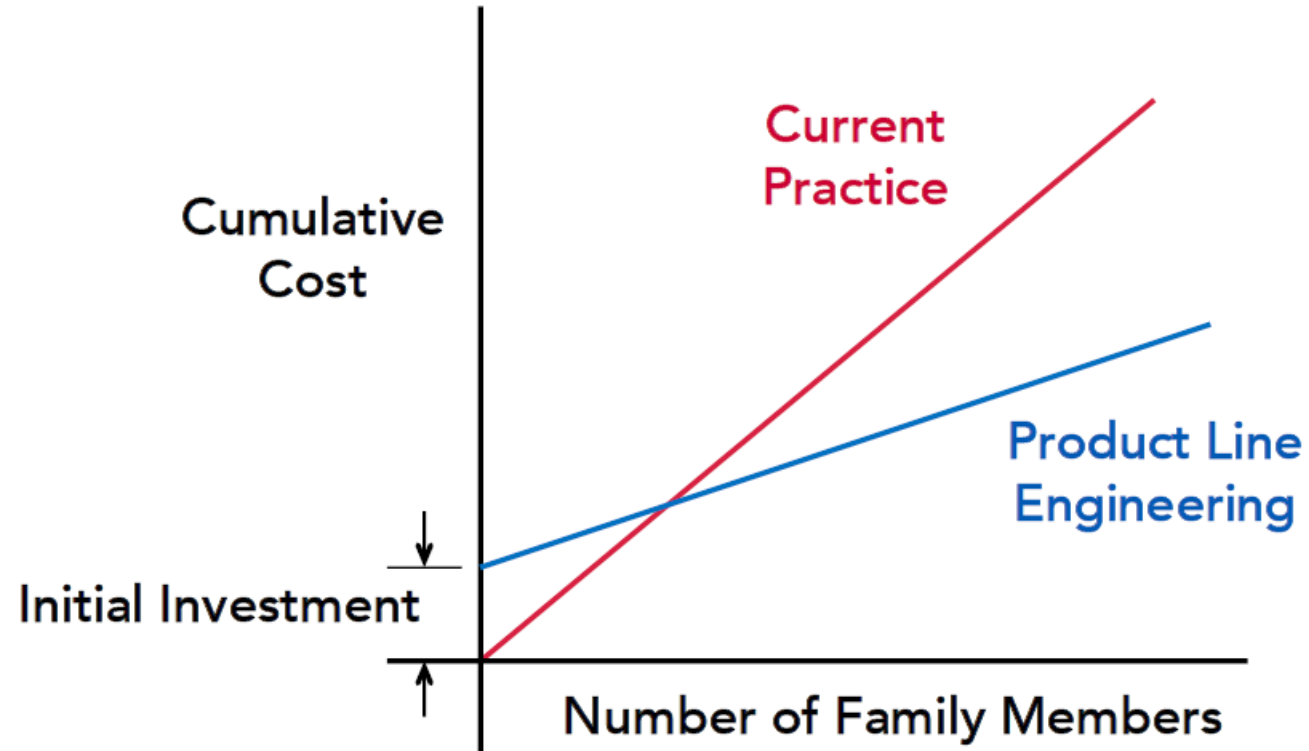 Current
Practice
Cumulative
Cost
Product Line
Engineering
Initial Investment
Number of Family Members